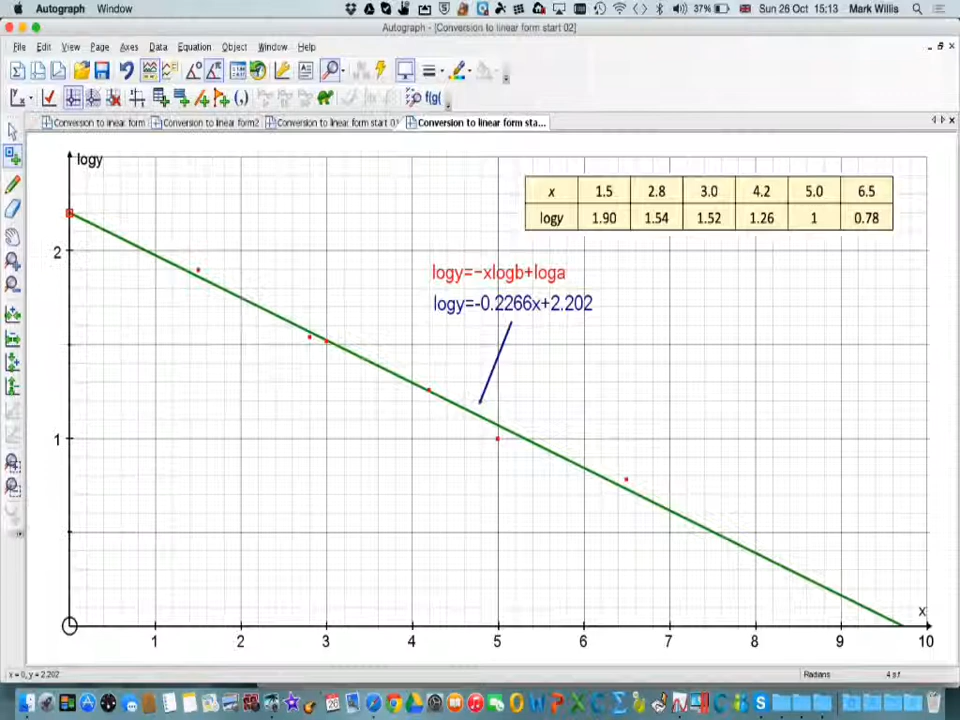 Autograph Window
37% Sun 26 Oct 15:13 Mark Willis
Autograph - [Conversion to linear form start 02]
File Edit View Page Axes Data Equation Object Window Help
Conversion to linear form Conversion to linear form2 Conversion to linear form start 0 Conversion to linear form sta...
logy
x 1.5 2.8 3.0 4.2 5.0 6.5
logy 1.90 1.54 1.52 1.26 1 0.78
2
logy=−xlogb+loga
logy=-0.2266x+2.202
1
x
1 2 3 4 5 6 7 8 9 10
x = 0, y = 2.202 Radians